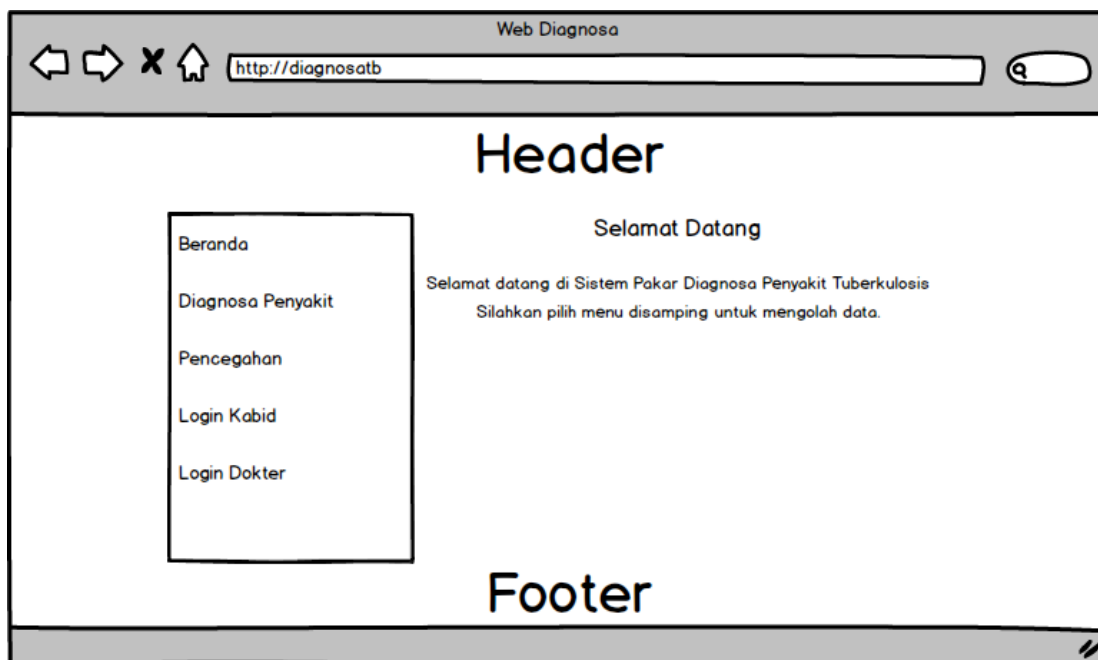 Web Diagnosa
http://diagnosatb
Header
Beranda
Diagnosa Penyakit
Pencegahan
Login Kabid
Login Dokter
Selamat Datang
Selamat datang di Sistem Pakar Diagnosa Penyakit Tuberkulosis
Silahkan pilih menu disamping untuk mengolah data.
Footer